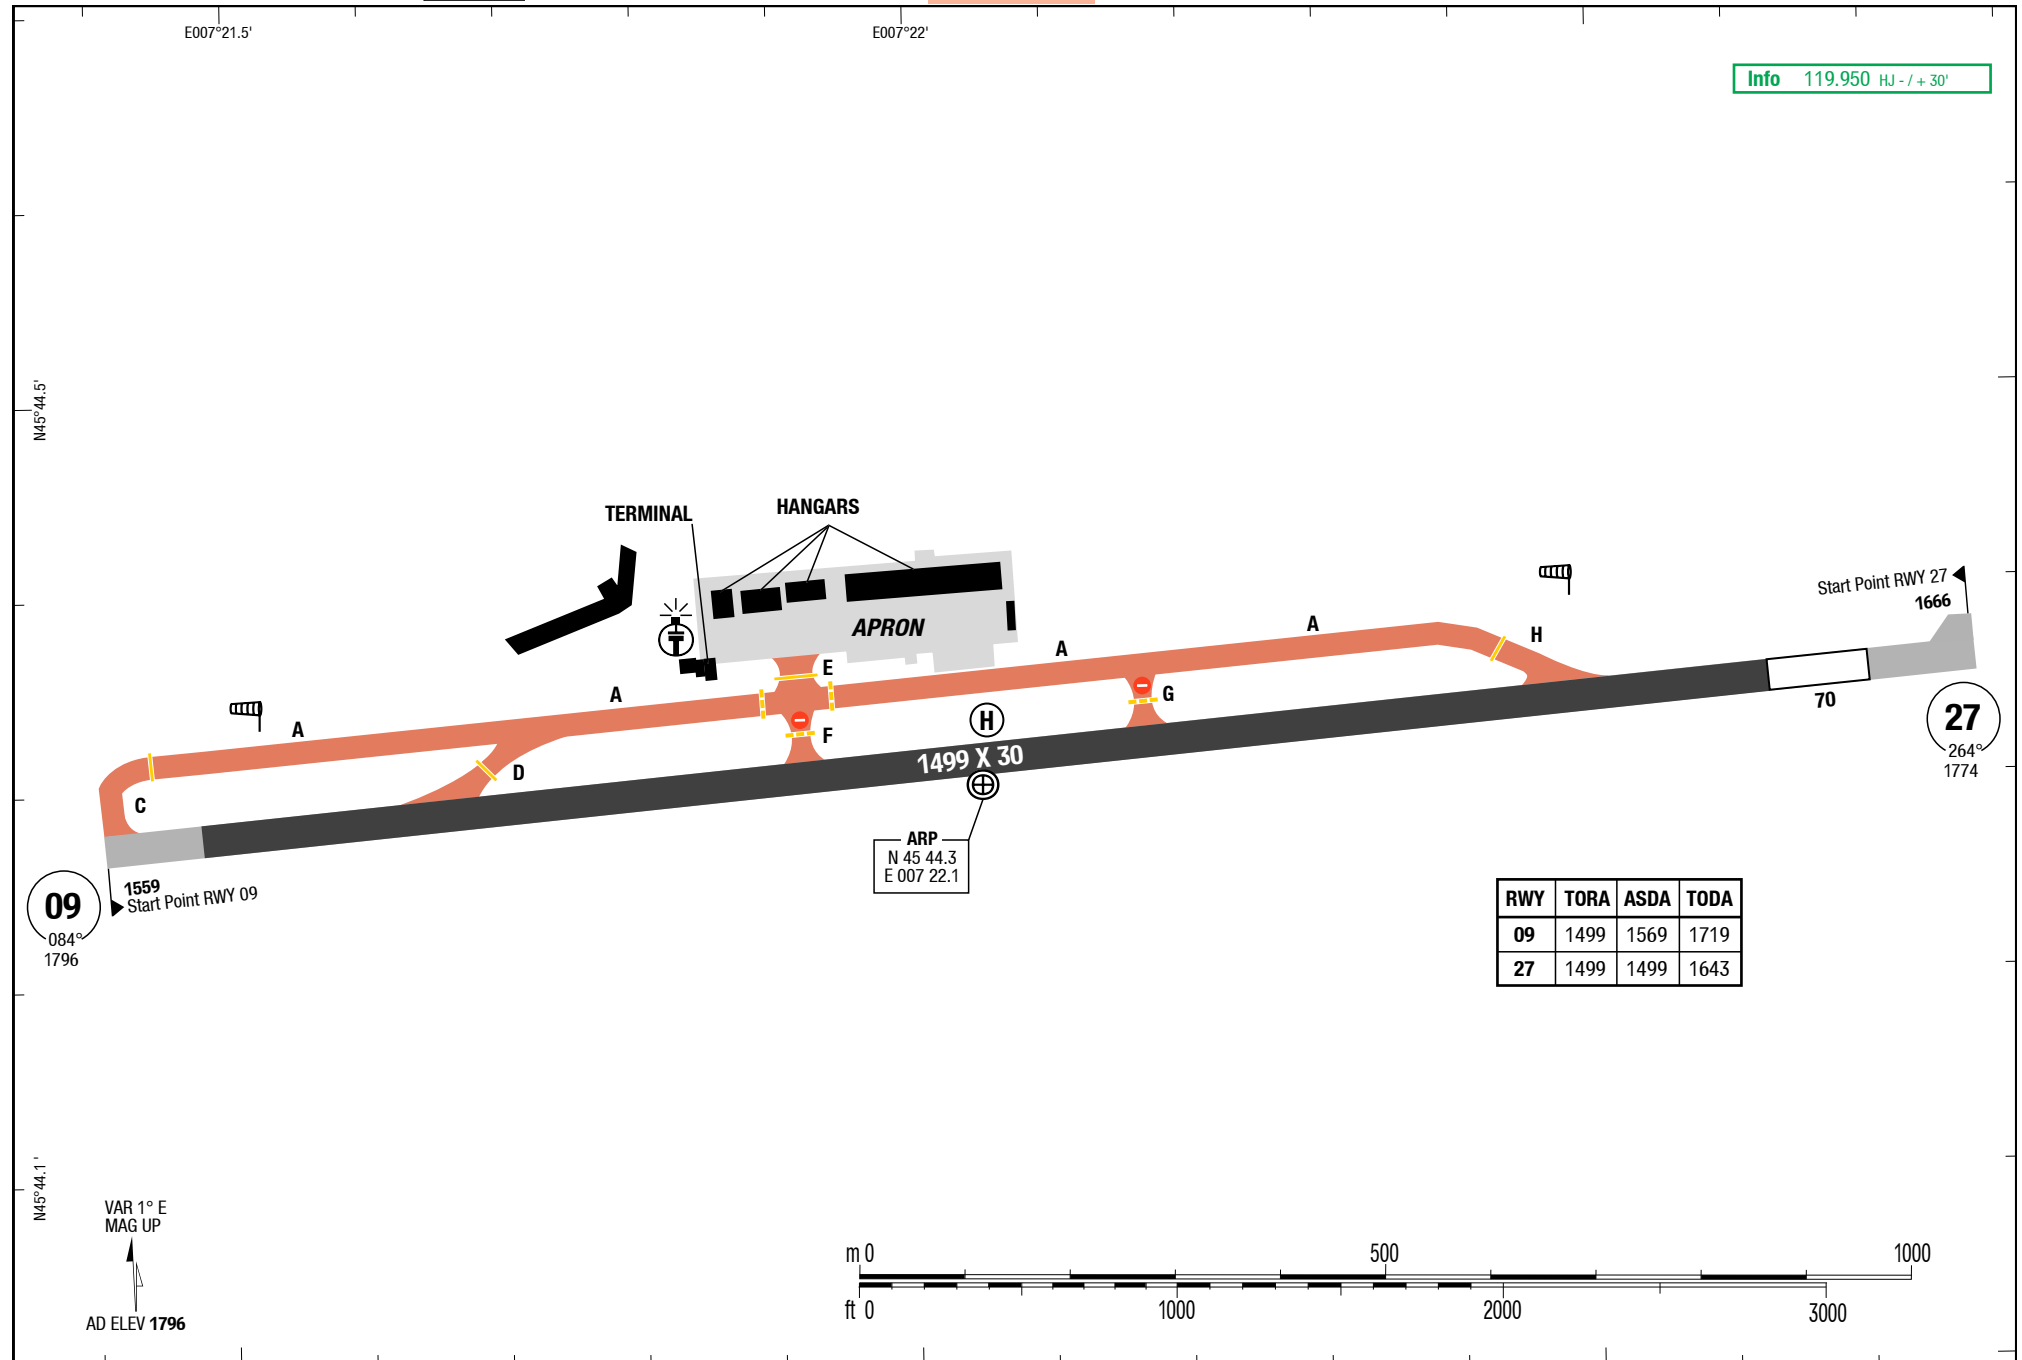 E007°21.5'
E007°22'
Info 119.950 HJ - / + 30'
N45°44.5'
TERMINAL
HANGARS
APRON
Start Point RWY 27
1666
A
A
A
A
H
E
G
F
D
C
H
70
1499 X 30
27
264°
1774
ARP
N 45 44.3
E 007 22.1
09
084°
1796
1559
Start Point RWY 09
RWY TORA ASDA TODA
09 1499 1569 1719
27 1499 1499 1643
N45°44.1'
VAR 1° E
MAG UP
AD ELEV 1796
m 0 500 1000
ft 0 1000 2000 3000